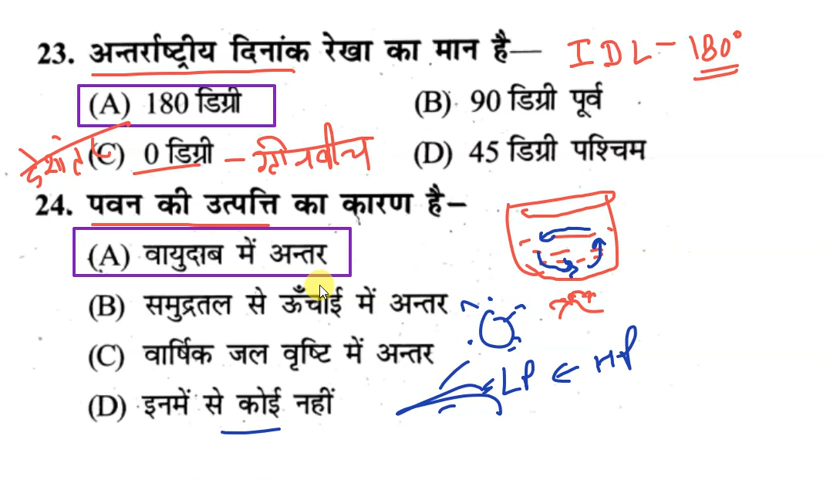 23. अन्तर्राष्ट्रीय दिनांक रेखा का मान है— IDL - 180°
(A) 180 डिग्री (B) 90 डिग्री पूर्व
(C) 0 डिग्री - ग्रीनवीच (D) 45 डिग्री पश्चिम
24. पवन की उत्पत्ति का कारण है–
(A) वायुदाब में अन्तर
(B) समुद्रतल से ऊँचाई में अन्तर
(C) वार्षिक जल वृष्टि में अन्तर
LP ← HP
(D) इनमें से कोई नहीं